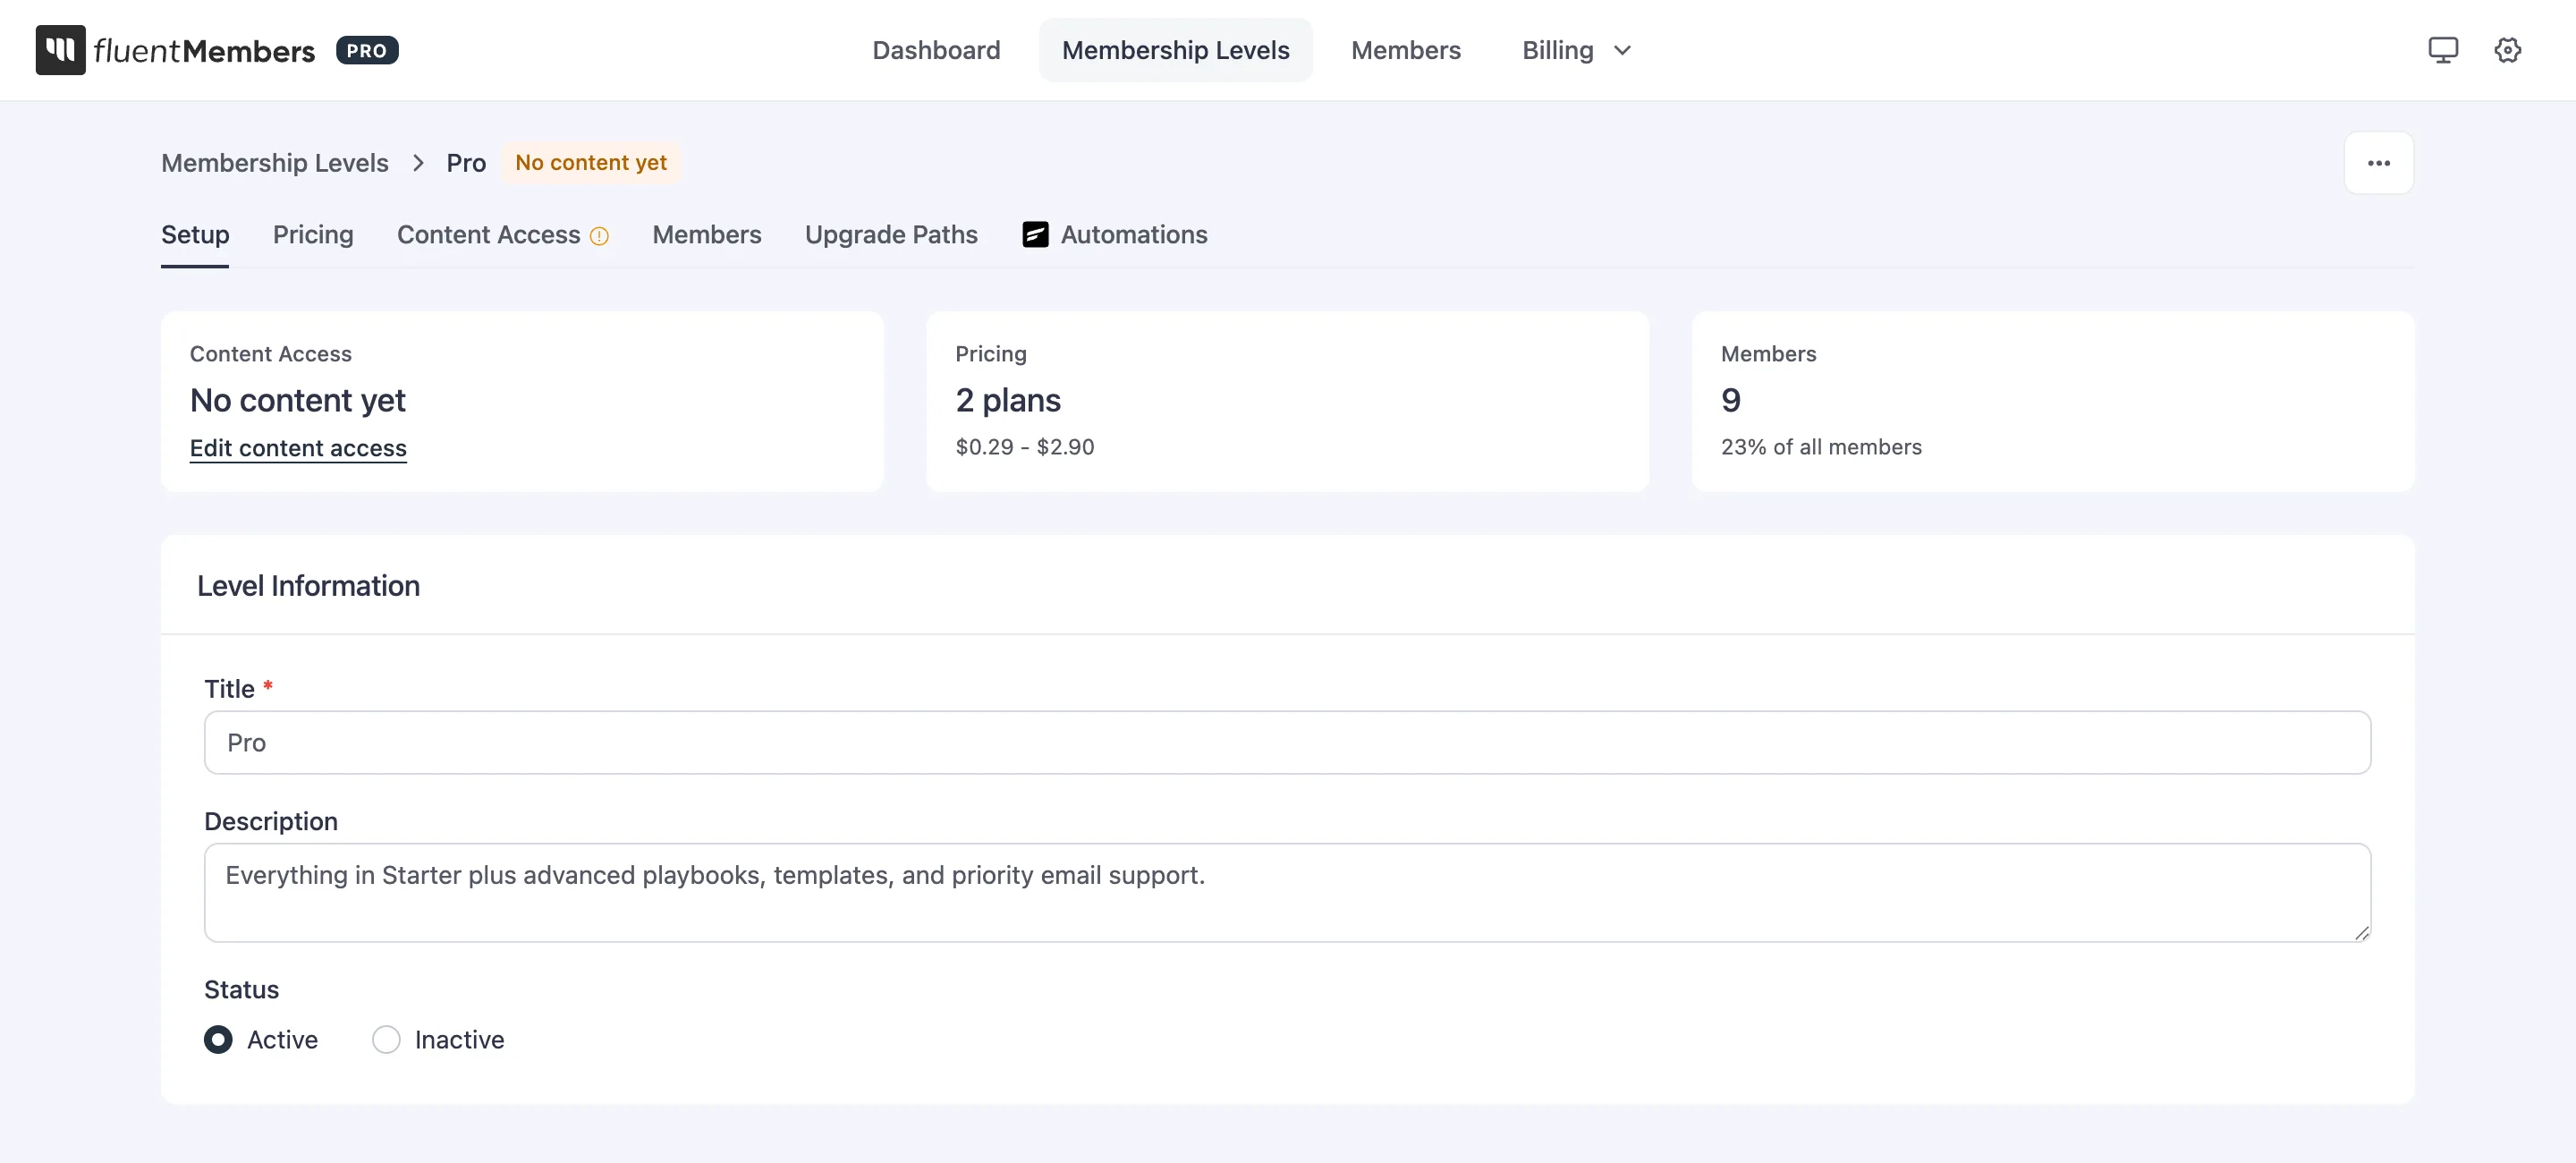 fluentMembers PRO
Dashboard Membership Levels Members Billing
Membership Levels > Pro No content yet
Setup Pricing Content Access Members Upgrade Paths Automations
Content Access
No content yet
Edit content access
Pricing
2 plans
$0.29 - $2.90
Members
9
23% of all members
Level Information
Title *
Pro
Description
Everything in Starter plus advanced playbooks, templates, and priority email support.
Status
Active Inactive